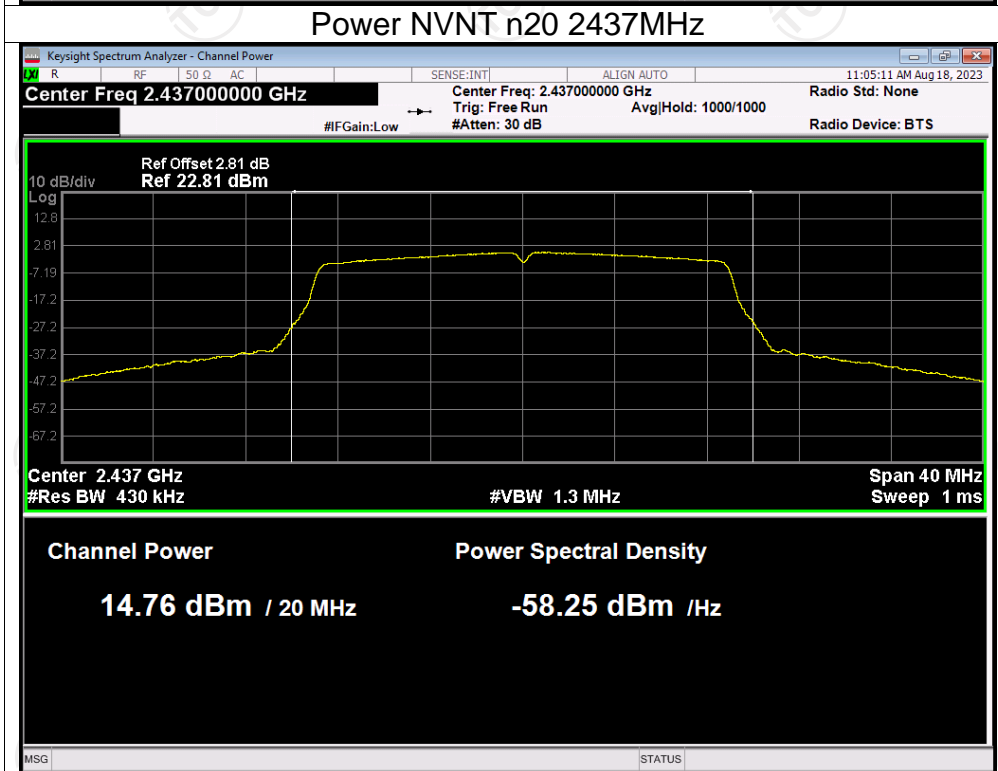 Power NVNT n20 2437MHz
Keysight Spectrum Analyzer - Channel Power
LXI R RF 50 Ω AC SENSE:INT ALIGN AUTO 11:05:11 AM Aug 18, 2023
Center Freq 2.437000000 GHz Center Freq: 2.437000000 GHz Radio Std: None
Trig: Free Run Avg|Hold: 1000/1000
#IFGain:Low #Atten: 30 dB Radio Device: BTS
Ref Offset 2.81 dB
10 dB/div Ref 22.81 dBm
Log
12.8
2.81
-7.19
-17.2
-27.2
-37.2
-47.2
-57.2
-67.2
Center 2.437 GHz Span 40 MHz
#Res BW 430 kHz #VBW 1.3 MHz Sweep 1 ms
Channel Power Power Spectral Density
14.76 dBm / 20 MHz -58.25 dBm /Hz
MSG STATUS